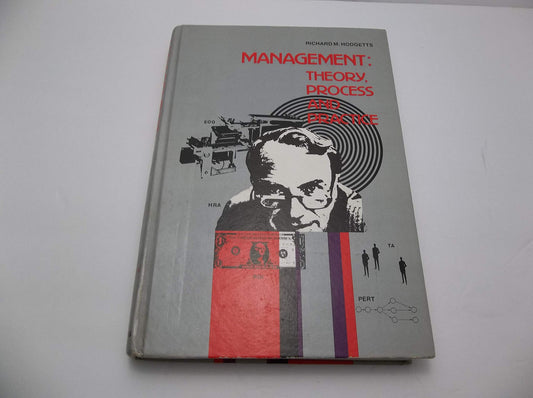 RICHARD M. HODGETTS
MANAGEMENT:
THEORY,
PROCESS
AND
PRACTICE
EOQ
HRA
TA
PERT